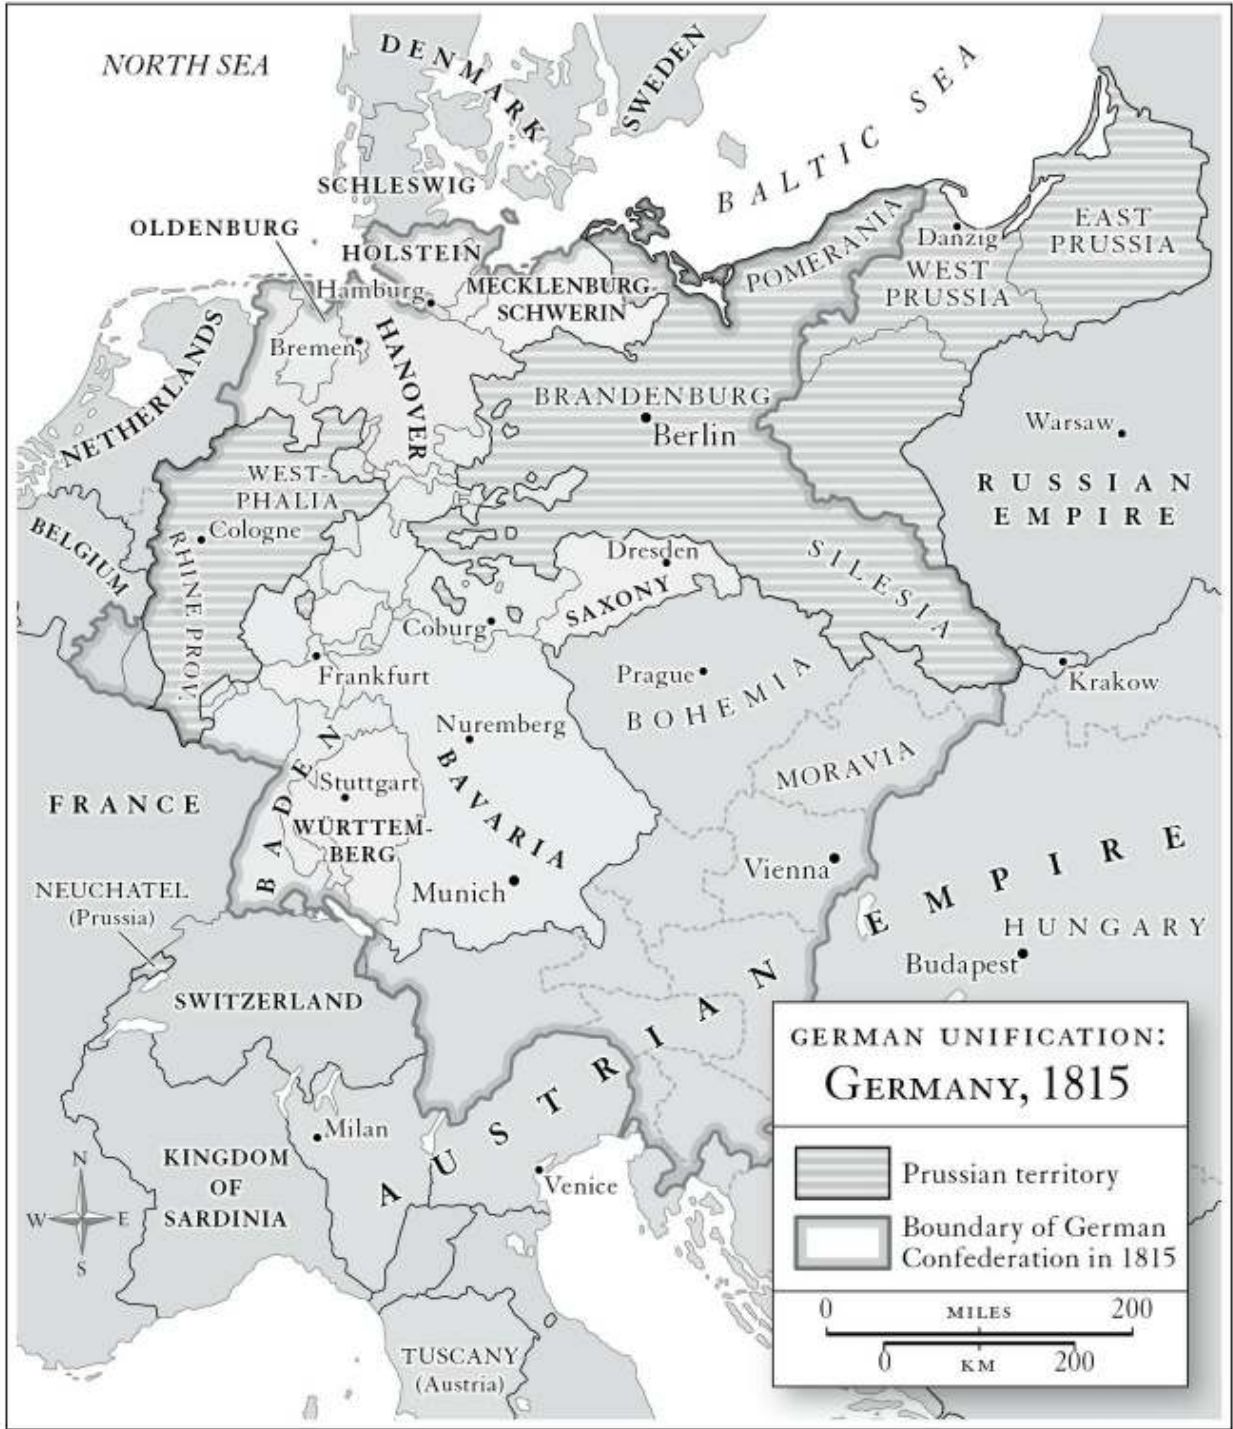 NORTH SEA
DENMARK
SWEDEN
BALTIC SEA
SCHLESWIG
OLDENBURG
HOLSTEIN
Hamburg
MECKLENBURG-
SCHWERIN
POMERANIA
Danzig
EAST
PRUSSIA
WEST
PRUSSIA
NETHERLANDS
Bremen
HANOVER
BRANDENBURG
Berlin
Warsaw
RUSSIAN
EMPIRE
WEST-
PHALIA
Cologne
BELGIUM
RHINE PROV.
Dresden
SAXONY
SILESIA
Coburg
Frankfurt
Prague
BOHEMIA
Krakow
Nuremberg
MORAVIA
FRANCE
BADEN
Stuttgart
WÜRTTEM-
BERG
BAVARIA
Munich
Vienna
AUSTRIAN EMPIRE
HUNGARY
Budapest
NEUCHATEL
(Prussia)
SWITZERLAND
Milan
Venice
KINGDOM
OF
SARDINIA
N
W
E
S
TUSCANY
(Austria)
GERMAN UNIFICATION:
GERMANY, 1815
Prussian territory
Boundary of German
Confederation in 1815
0 MILES 200
0 KM 200